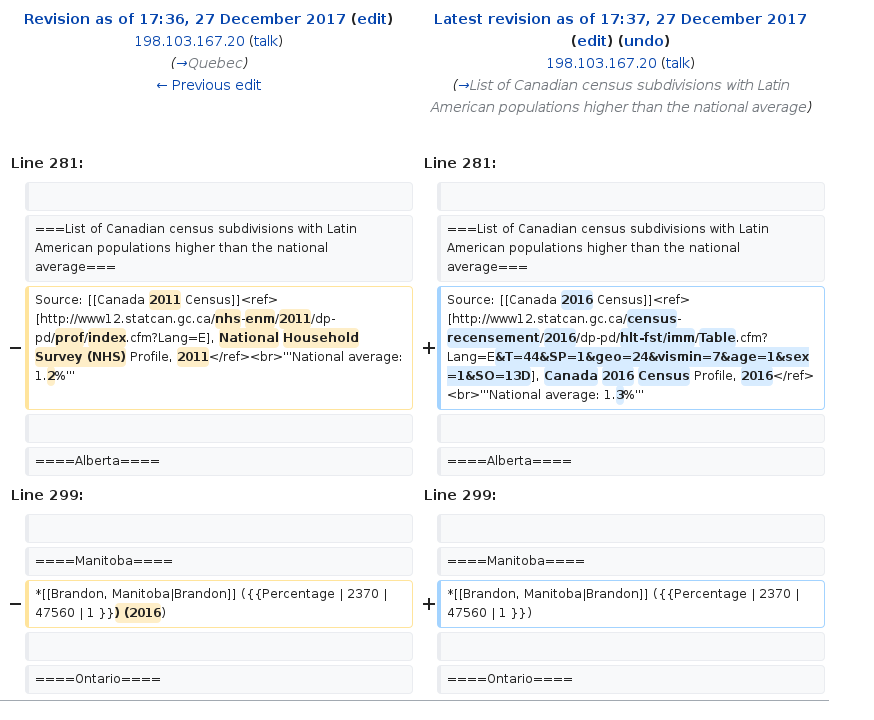 Revision as of 17:36, 27 December 2017 (edit)
198.103.167.20 (talk)
(→Quebec)
← Previous edit
Latest revision as of 17:37, 27 December 2017
(edit) (undo)
198.103.167.20 (talk)
(→List of Canadian census subdivisions with Latin
American populations higher than the national average)
Line 281:
Line 281:
===List of Canadian census subdivisions with Latin
American populations higher than the national
average===
===List of Canadian census subdivisions with Latin
American populations higher than the national
average===
−
Source: [[Canada 2011 Census]]<ref>
[http://www12.statcan.gc.ca/nhs-enm/2011/dp-
pd/prof/index.cfm?Lang=E], National Household
Survey (NHS) Profile, 2011</ref><br>'''National average:
1.2%'''
+
Source: [[Canada 2016 Census]]<ref>
[http://www12.statcan.gc.ca/census-
recensement/2016/dp-pd/hlt-fst/imm/Table.cfm?
Lang=E&T=44&SP=1&geo=24&vismin=7&age=1&sex
=1&SO=13D], Canada 2016 Census Profile, 2016</ref>
<br>'''National average: 1.3%'''
====Alberta====
====Alberta====
Line 299:
Line 299:
====Manitoba====
====Manitoba====
−
*[[Brandon, Manitoba|Brandon]] ({{Percentage | 2370 |
47560 | 1 }}) (2016)
+
*[[Brandon, Manitoba|Brandon]] ({{Percentage | 2370 |
47560 | 1 }})
====Ontario====
====Ontario====